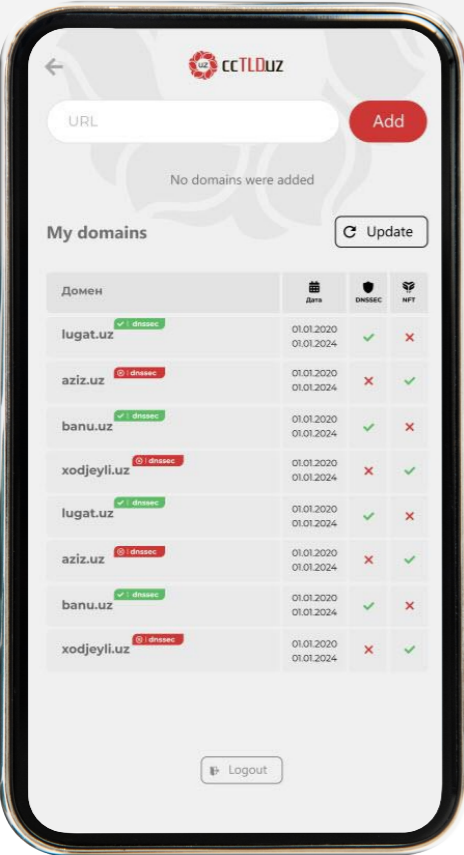 uz ccTLDuz
URL
Add
No domains were added
My domains
Update
Домен
Дата
DNSSEC
NFT
lugat.uz
dnssec
01.01.2020
01.01.2024
aziz.uz
dnssec
01.01.2020
01.01.2024
banu.uz
dnssec
01.01.2020
01.01.2024
xodjeyli.uz
dnssec
01.01.2020
01.01.2024
lugat.uz
dnssec
01.01.2020
01.01.2024
aziz.uz
dnssec
01.01.2020
01.01.2024
banu.uz
dnssec
01.01.2020
01.01.2024
xodjeyli.uz
dnssec
01.01.2020
01.01.2024
Logout